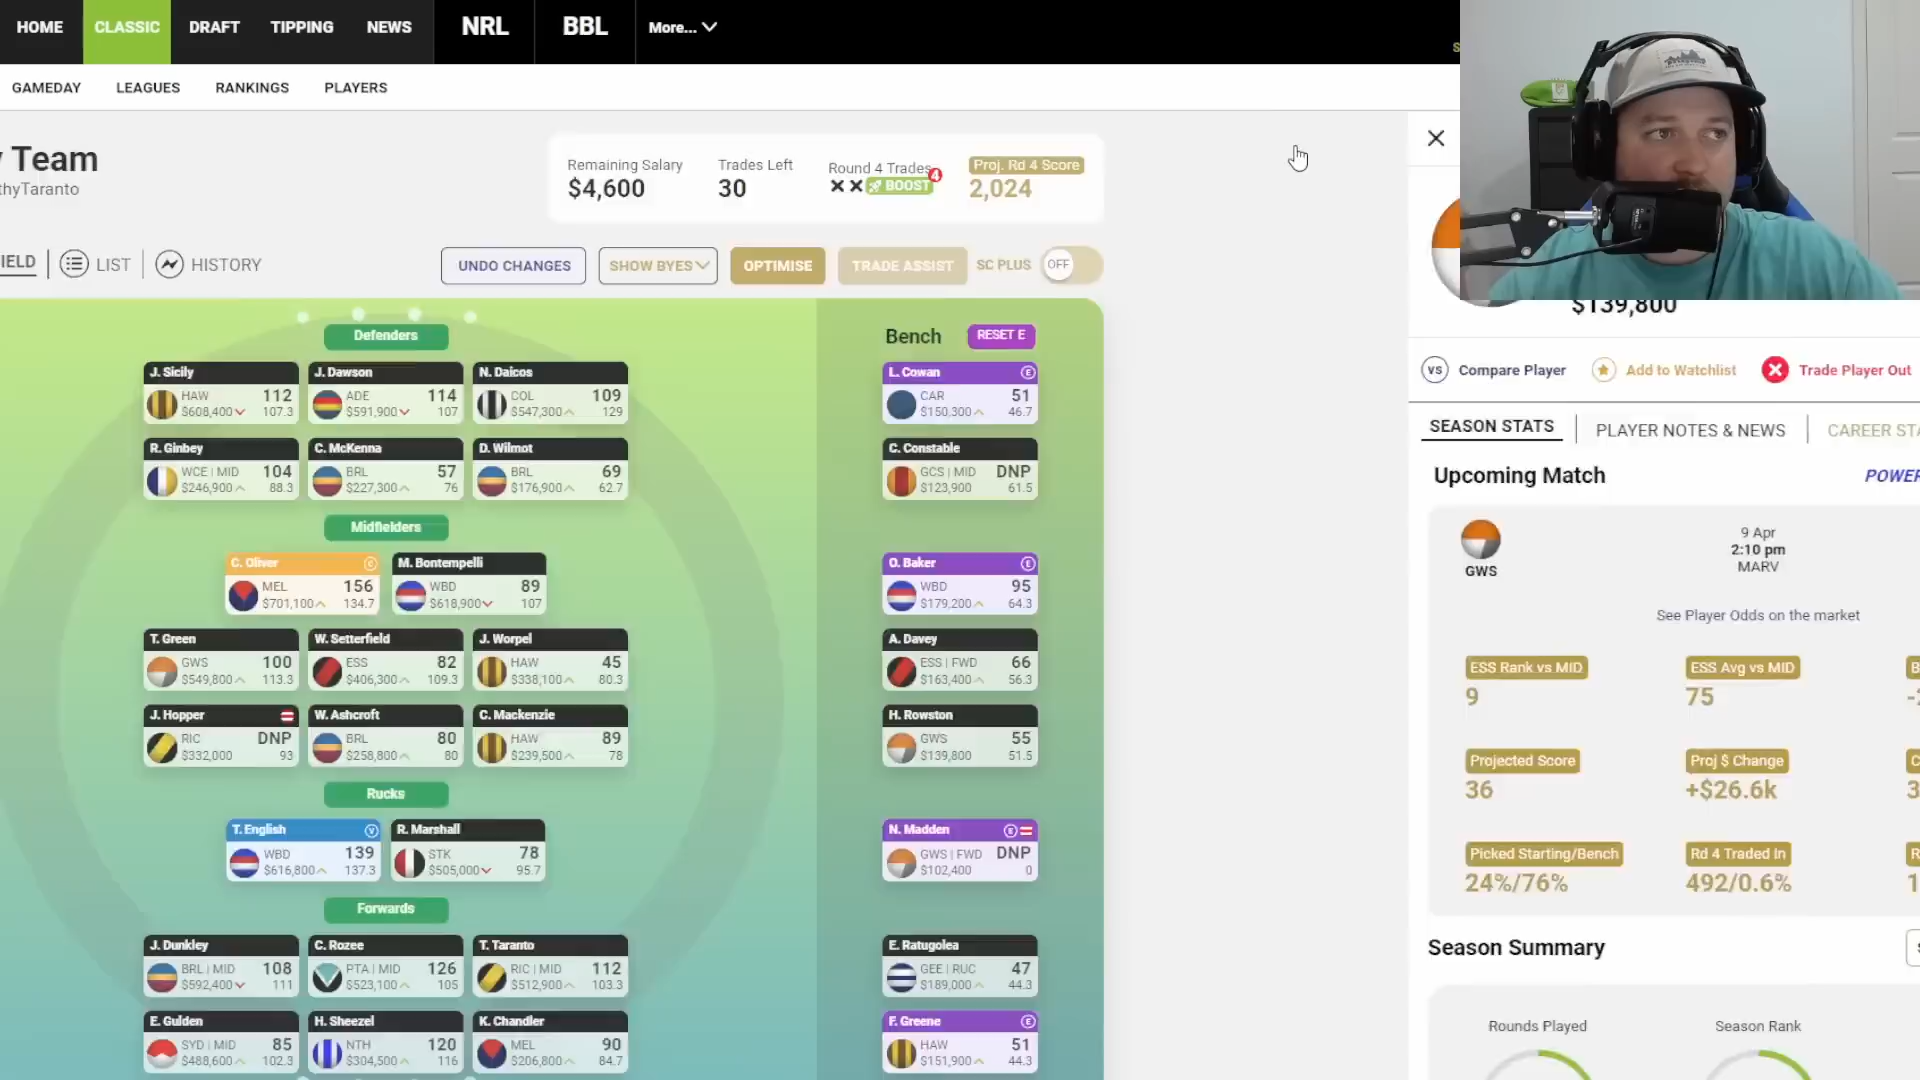 HOME CLASSIC DRAFT TIPPING NEWS NRL BBL More...
GAMEDAY LEAGUES RANKINGS PLAYERS
Team
thyTaranto
Remaining Salary
$4,600
Trades Left
30
Round 4 Trades
4
BOOST
Proj. Rd 4 Score
2,024
IELD LIST HISTORY
UNDO CHANGES SHOW BYES OPTIMISE TRADE ASSIST SC PLUS OFF
Defenders
Bench RESET E
J. Sicily
HAW 112
$608,400 107.3
J. Dawson
ADE 114
$591,900 107
N. Daicos
COL 109
$547,300 129
L. Cowan E
CAR 51
$150,300 46.7
R. Ginbey
WCE | MID 104
$246,900 88.3
C. McKenna
BRL 57
$227,300 76
D. Wilmot
BRL 69
$176,900 62.7
C. Constable
GCS | MID DNP
$123,900 61.5
Midfielders
C. Oliver C
MEL 156
$701,100 134.7
M. Bontempelli
WBD 89
$618,900 107
O. Baker E
WBD 95
$179,200 64.3
T. Green
GWS 100
$549,800 113.3
W. Setterfield
ESS 82
$406,300 109.3
J. Worpel
HAW 45
$338,100 80.3
A. Davey
ESS | FWD 66
$163,400 56.3
J. Hopper
RIC DNP
$332,000 93
W. Ashcroft
BRL 80
$258,800 80
C. Mackenzie
HAW 89
$239,500 78
H. Rowston
GWS 55
$139,800 51.5
Rucks
T. English V
WBD 139
$616,800 137.3
R. Marshall
STK 78
$505,000 95.7
N. Madden E
GWS | FWD DNP
$102,400 0
Forwards
J. Dunkley
BRL | MID 108
$592,400 111
C. Rozee
PTA | MID 126
$523,100 105
T. Taranto
RIC | MID 112
$512,900 103.3
E. Ratugolea
GEE | RUC 47
$189,000 44.3
E. Gulden
SYD | MID 85
$488,600 102.3
H. Sheezel
NTH 120
$304,500 116
K. Chandler
MEL 90
$206,800 84.7
F. Greene E
HAW 51
$151,900 44.3
$139,800
VS Compare Player Add to Watchlist Trade Player Out
SEASON STATS PLAYER NOTES & NEWS CAREER STA
Upcoming Match POWER
GWS
9 Apr
2:10 pm
MARV
See Player Odds on the market
ESS Rank vs MID
9
ESS Avg vs MID
75
Projected Score
36
Proj $ Change
+$26.6k
Picked Starting/Bench
24%/76%
Rd 4 Traded In
492/0.6%
Season Summary
Rounds Played
Season Rank